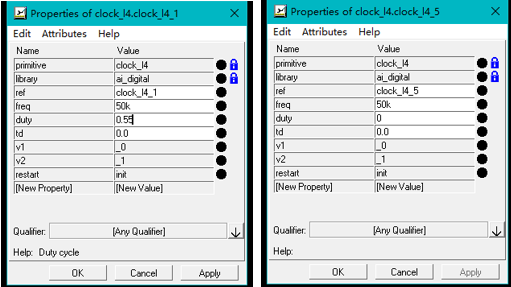 Properties of clock_l4.clock_l4_1
Edit Attributes Help
Name Value
primitive clock_l4
library ai_digital
ref clock_l4_1
freq 50k
duty 0.55
td 0.0
v1 _0
v2 _1
restart init
[New Property] [New Value]
Qualifier: [Any Qualifier]
Help: Duty cycle
OK Cancel Apply
Properties of clock_l4.clock_l4_5
Edit Attributes Help
Name Value
primitive clock_l4
library ai_digital
ref clock_l4_5
freq 50k
duty 0
td 0.0
v1 _0
v2 _1
restart init
[New Property] [New Value]
Qualifier: [Any Qualifier]
Help:
OK Cancel Apply